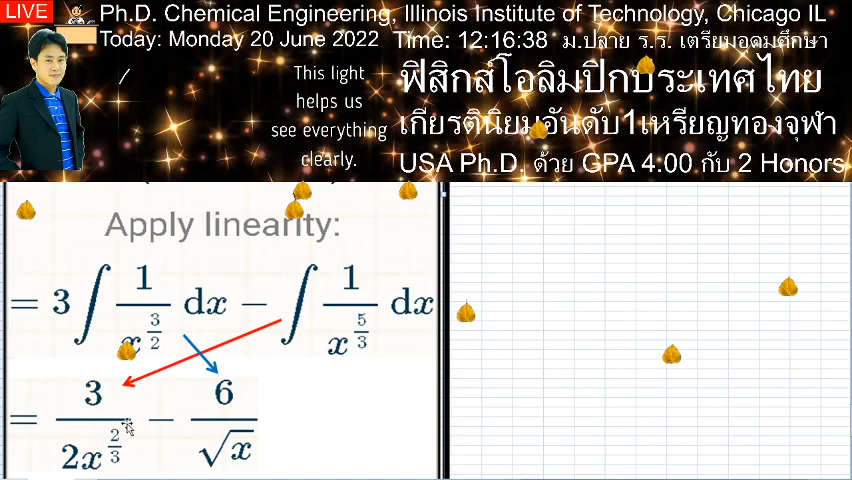 LIVE
Ph.D. Chemical Engineering, Illinois Institute of Technology, Chicago IL
Today: Monday 20 June 2022 Time: 12:16:38 ม.ปลาย ร.ร. เตรียมอุดมศึกษา
This light
helps us
see everything
clearly.
ฟิสิกส์โอลิมปิกประเทศไทย
เกียรตินิยมอันดับ1เหรียญทองจุฬา
USA Ph.D. ด้วย GPA 4.00 กับ 2 Honors
Apply linearity:
= 3 ∫ 1/x^(3/2) dx − ∫ 1/x^(5/3) dx
= 3/(2x^(2/3)) − 6/√x